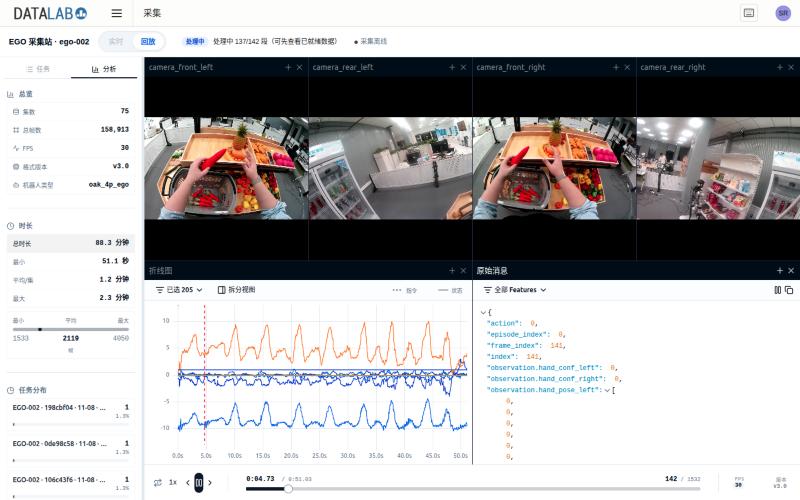 DATALAB
采集
SR
EGO 采集站 · ego-002
实时
回放
处理中
处理中 137/142 段（可先查看已就绪数据）
采集离线
任务
分析
总览
集数 75
总帧数 158,913
FPS 30
格式版本 v3.0
机器人类型 oak_4p_ego
时长
总时长 88.3 分钟
最小 51.1 秒
平均/集 1.2 分钟
最大 2.3 分钟
最小 平均 最大
1533 2119 4050
帧
任务分布
EGO-002 · 198cbf04 · 11-08 · ... 1
1.3%
EGO-002 · 0de98c58 · 11-08 · ... 1
1.3%
EGO-002 · 106c43f6 · 11-08 · ... 1
1.3%
camera_front_left
camera_rear_left
camera_front_right
camera_rear_right
折线图
已选 205
拆分视图
指令
状态
10
5
0
-5
-10
0.0s 5.0s 10.0s 15.0s 20.0s 25.0s 30.0s 35.0s 40.0s 45.0s 50.0s
原始消息
全部 Features
{
"action": 0,
"episode_index": 0,
"frame_index": 141,
"index": 141,
"observation.hand_conf_left": 0,
"observation.hand_conf_right": 0,
"observation.hand_pose_left": [
0,
0,
0,
0,
0,
0,
1x
0:04.73 / 0:51.03
142 / 1532
FPS
30
版本
v3.0